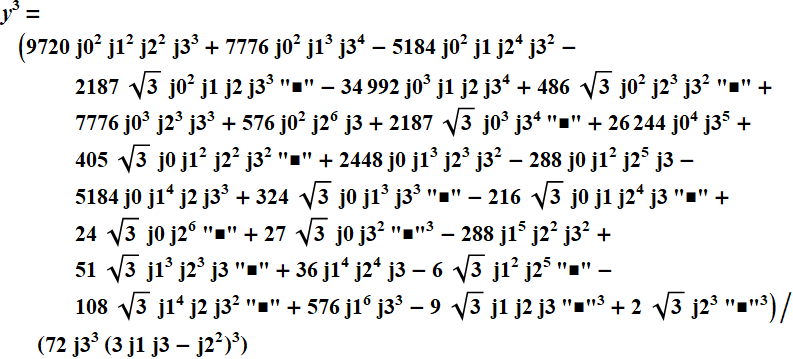 y³ =
(9720 j0² j1² j2² j3³ + 7776 j0² j1³ j3⁴ − 5184 j0² j1 j2⁴ j3² −
2187 √3 j0² j1 j2 j3³ "■" − 34 992 j0³ j1 j2 j3⁴ + 486 √3 j0² j2³ j3² "■" +
7776 j0³ j2³ j3³ + 576 j0² j2⁶ j3 + 2187 √3 j0³ j3⁴ "■" + 26 244 j0⁴ j3⁵ +
405 √3 j0 j1² j2² j3² "■" + 2448 j0 j1³ j2³ j3² − 288 j0 j1² j2⁵ j3 −
5184 j0 j1⁴ j2 j3³ + 324 √3 j0 j1³ j3³ "■" − 216 √3 j0 j1 j2⁴ j3 "■" +
24 √3 j0 j2⁶ "■" + 27 √3 j0 j3² "■"³ − 288 j1⁵ j2² j3² +
51 √3 j1³ j2³ j3 "■" + 36 j1⁴ j2⁴ j3 − 6 √3 j1² j2⁵ "■" −
108 √3 j1⁴ j2 j3² "■" + 576 j1⁶ j3³ − 9 √3 j1 j2 j3 "■"³ + 2 √3 j2³ "■"³) /
(72 j3³ (3 j1 j3 − j2²)³)